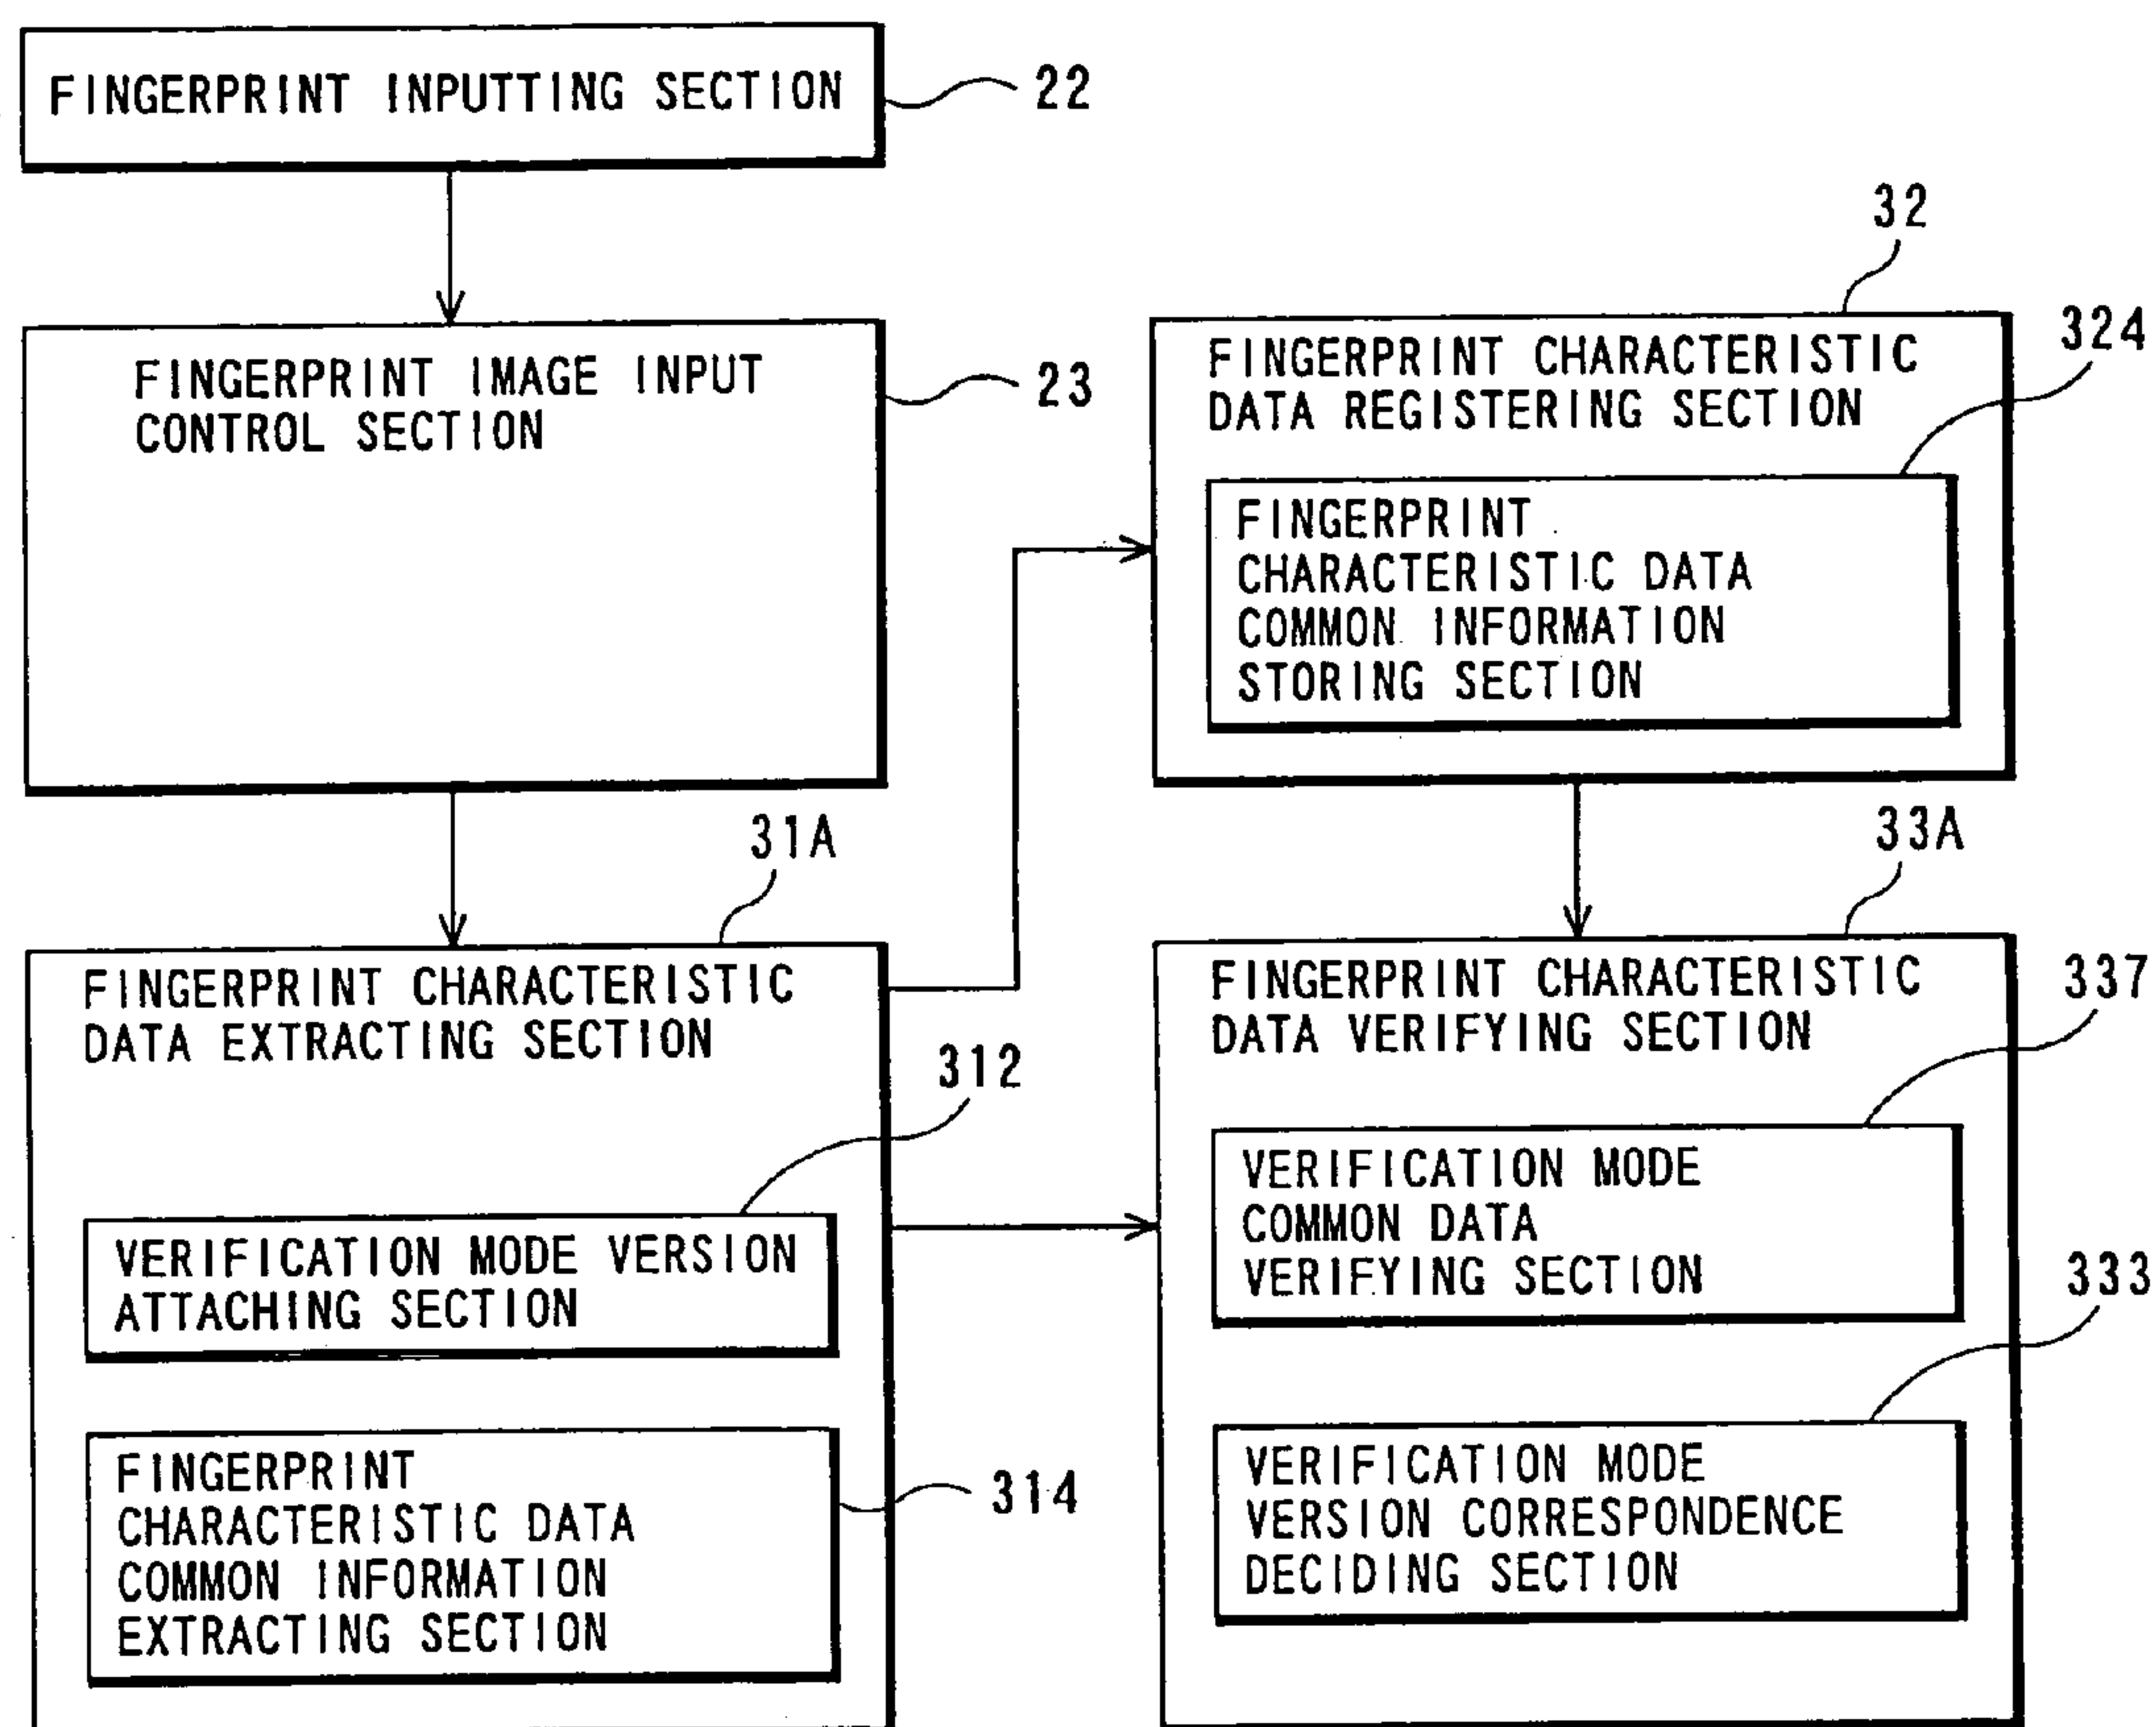 FINGERPRINT INPUTTING SECTION
22
FINGERPRINT IMAGE INPUT
CONTROL SECTION
23
31A
FINGERPRINT CHARACTERISTIC
DATA EXTRACTING SECTION
312
VERIFICATION MODE VERSION
ATTACHING SECTION
FINGERPRINT
CHARACTERISTIC DATA
COMMON INFORMATION
EXTRACTING SECTION
314
32
324
FINGERPRINT CHARACTERISTIC
DATA REGISTERING SECTION
FINGERPRINT
CHARACTERISTIC DATA
COMMON INFORMATION
STORING SECTION
33A
FINGERPRINT CHARACTERISTIC
DATA VERIFYING SECTION
337
VERIFICATION MODE
COMMON DATA
VERIFYING SECTION
333
VERIFICATION MODE
VERSION CORRESPONDENCE
DECIDING SECTION